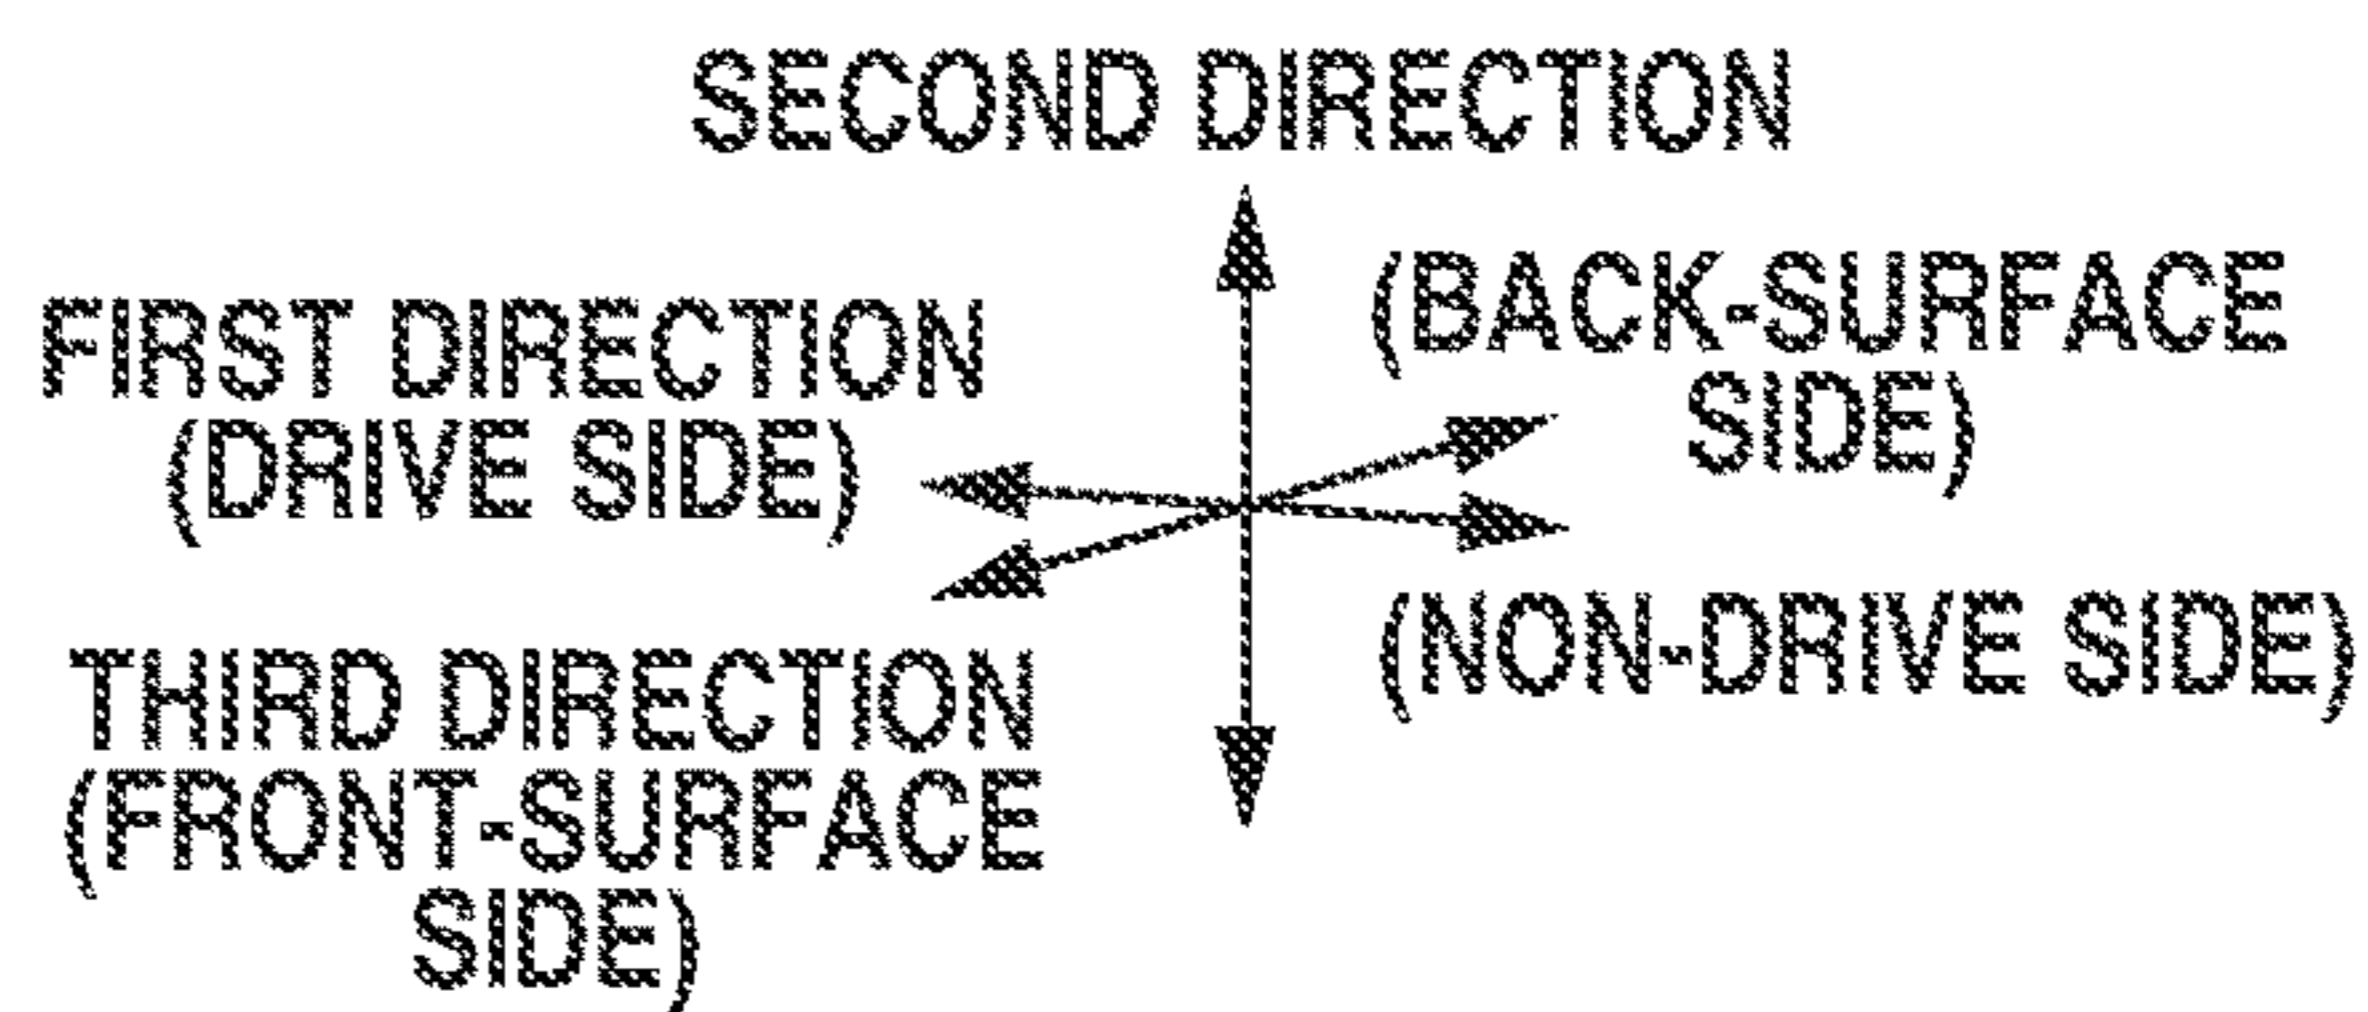 SECOND DIRECTION
FIRST DIRECTION
(DRIVE SIDE)
(BACK-SURFACE
SIDE)
THIRD DIRECTION
(FRONT-SURFACE
SIDE)
(NON-DRIVE SIDE)